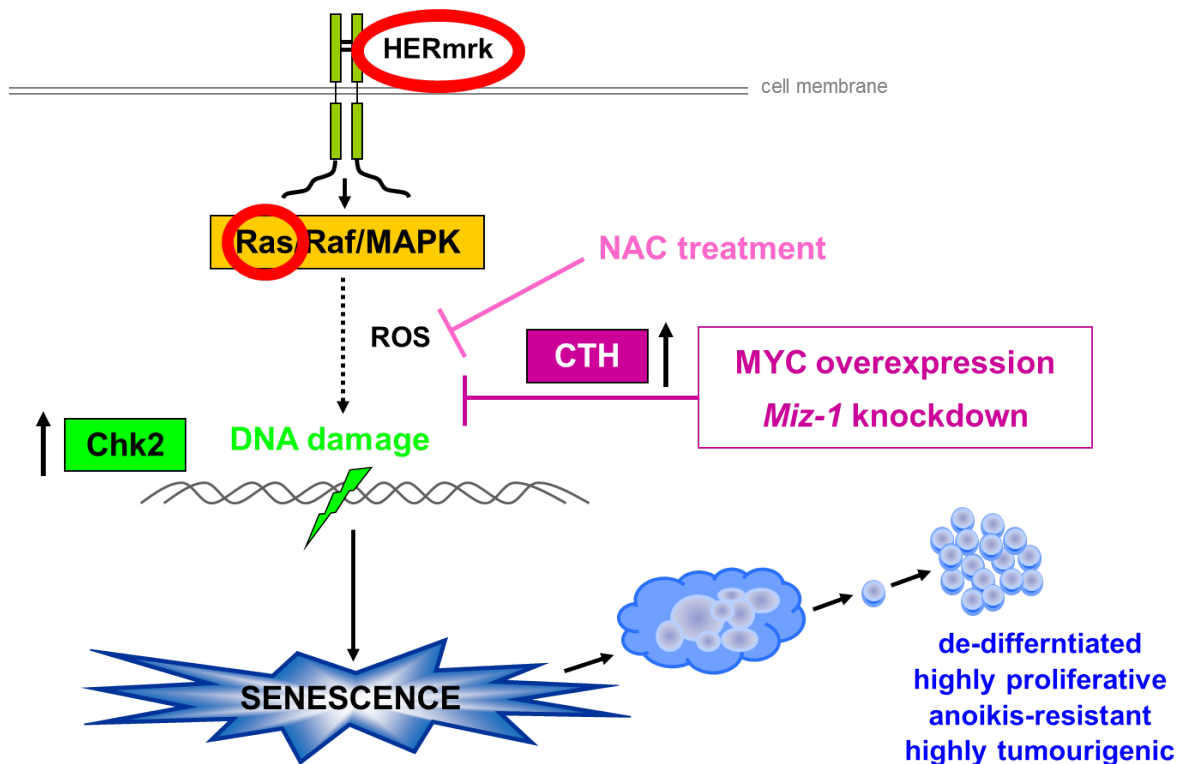 HERmrk
cell membrane
Ras/Raf/MAPK
NAC treatment
ROS
CTH
MYC overexpression
Miz-1 knockdown
Chk2
DNA damage
SENESCENCE
de-differntiated
highly proliferative
anoikis-resistant
highly tumourigenic